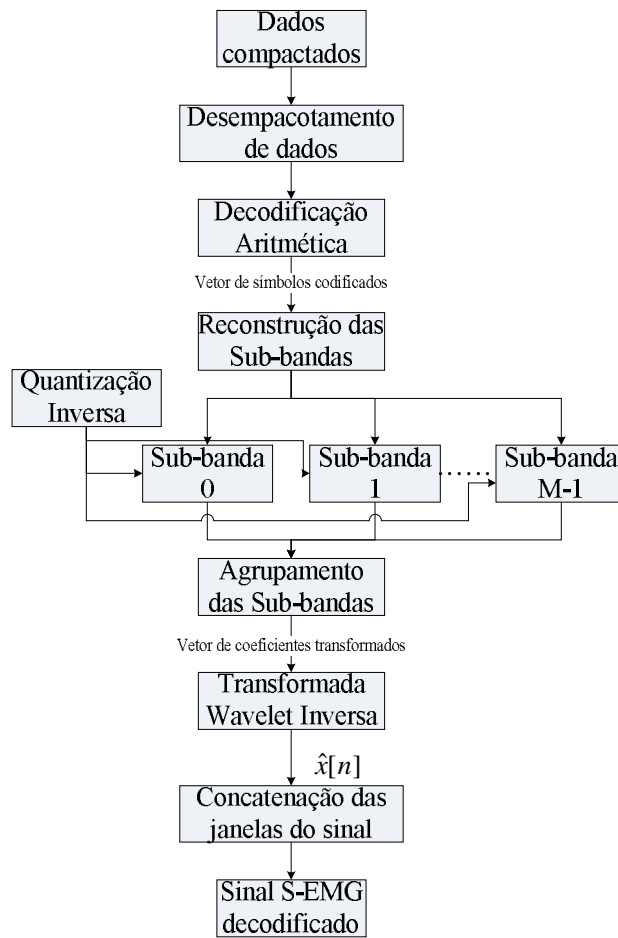 Dados
compactados
Desempacotamento
de dados
Decodificação
Aritmética
Vetor de símbolos codificados
Reconstrução das
Sub-bandas
Quantização
Inversa
Sub-banda
0
Sub-banda
1
......
Sub-banda
M-1
Agrupamento
das Sub-bandas
Vetor de coeficientes transformados
Transformada
Wavelet Inversa
x̂[n]
Concatenação das
janelas do sinal
Sinal S-EMG
decodificado